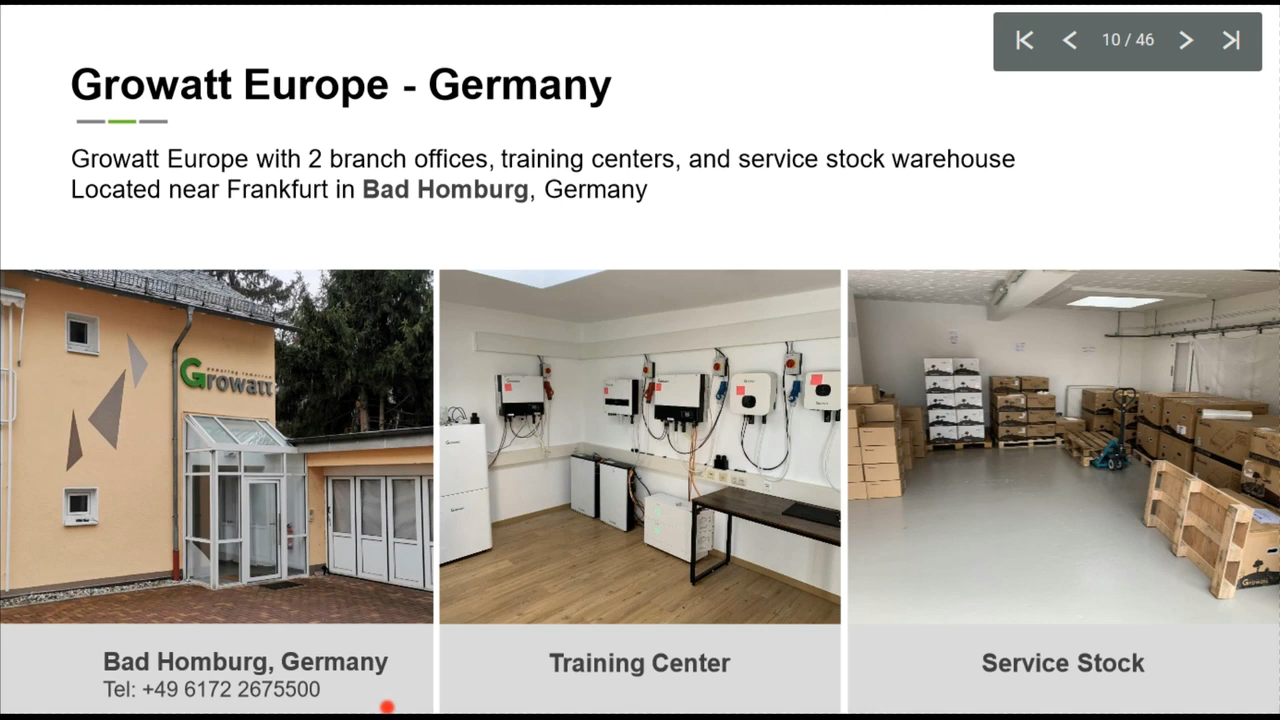 10 / 46
Growatt Europe - Germany
Growatt Europe with 2 branch offices, training centers, and service stock warehouse
Located near Frankfurt in Bad Homburg, Germany
Growatt
Bad Homburg, Germany
Tel: +49 6172 2675500
Training Center
Service Stock